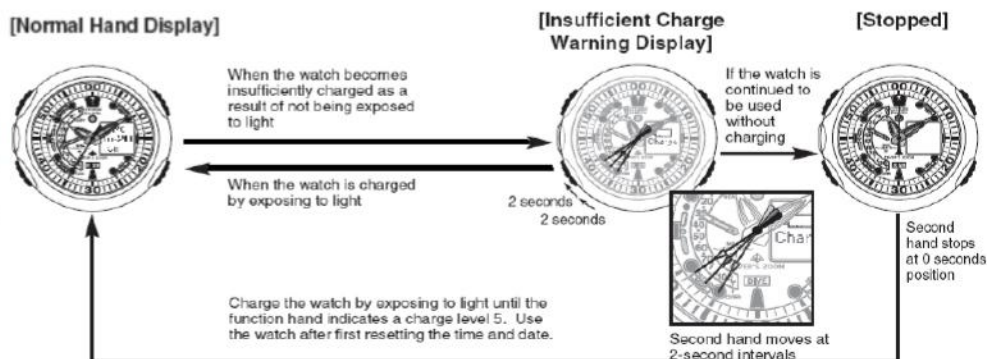 [Normal Hand Display]
[Insufficient Charge
Warning Display]
[Stopped]
When the watch becomes
insufficiently charged as a
result of not being exposed
to light
If the watch is
continued to
be used
without
charging
When the watch is charged
by exposing to light
2 seconds
2 seconds
Second
hand stops
at 0 seconds
position
Charge the watch by exposing to light until the
function hand indicates a charge level 5. Use
the watch after first resetting the time and date.
Char
Second hand moves at
2-second intervals